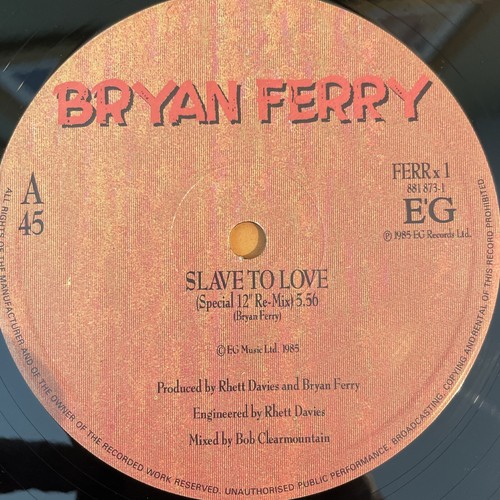 BRYAN FERRY
A
45
FERR x 1
881 873-1
E'G
℗ 1985 EG Records Ltd.
SLAVE TO LOVE
(Special 12" Re-Mix) 5.56
(Bryan Ferry)
© EG Music Ltd. 1985
Produced by Rhett Davies and Bryan Ferry
Engineered by Rhett Davies
Mixed by Bob Clearmountain
ALL RIGHTS OF THE MANUFACTURER AND OF THE OWNER OF THE RECORDED WORK RESERVED. UNAUTHORISED PUBLIC PERFORMANCE, BROADCASTING, COPYING AND RENTAL OF THIS RECORD PROHIBITED